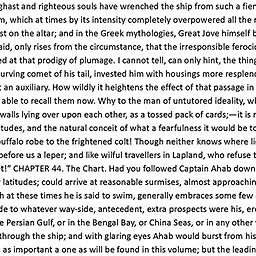 ghast and righteous souls have wrenched the ship from such a fien
m, which at times by its intensity completely overpowered all the r
st on the altar; and in the Greek mythologies, Great Jove himself b
aid, only rises from the circumstance, that the irresponsible ferocio
ed at that prodigy of plumage. I cannot tell, can only hint, the thing
urving comet of his tail, invested him with housings more resplen
t an auxiliary. How wildly it heightens the effect of that passage in
able to recall them now. Why to the man of untutored ideality, wh
walls lying over upon each other, as a tossed pack of cards;—it is r
tudes, and the natural conceit of what a fearfulness it would be to
buffalo robe to the frightened colt! Though neither knows where lie
before us a leper; and like wilful travellers in Lapland, who refuse t
t!” CHAPTER 44. The Chart. Had you followed Captain Ahab down
r latitudes; could arrive at reasonable surmises, almost approachin
h at these times he is said to swim, generally embraces some few
de to whatever way-side, antecedent, extra prospects were his, ere
e Persian Gulf, or in the Bengal Bay, or China Seas, or in any other w
through the ship; and with glaring eyes Ahab would burst from his
, as important a one as will be found in this volume; but the leadin